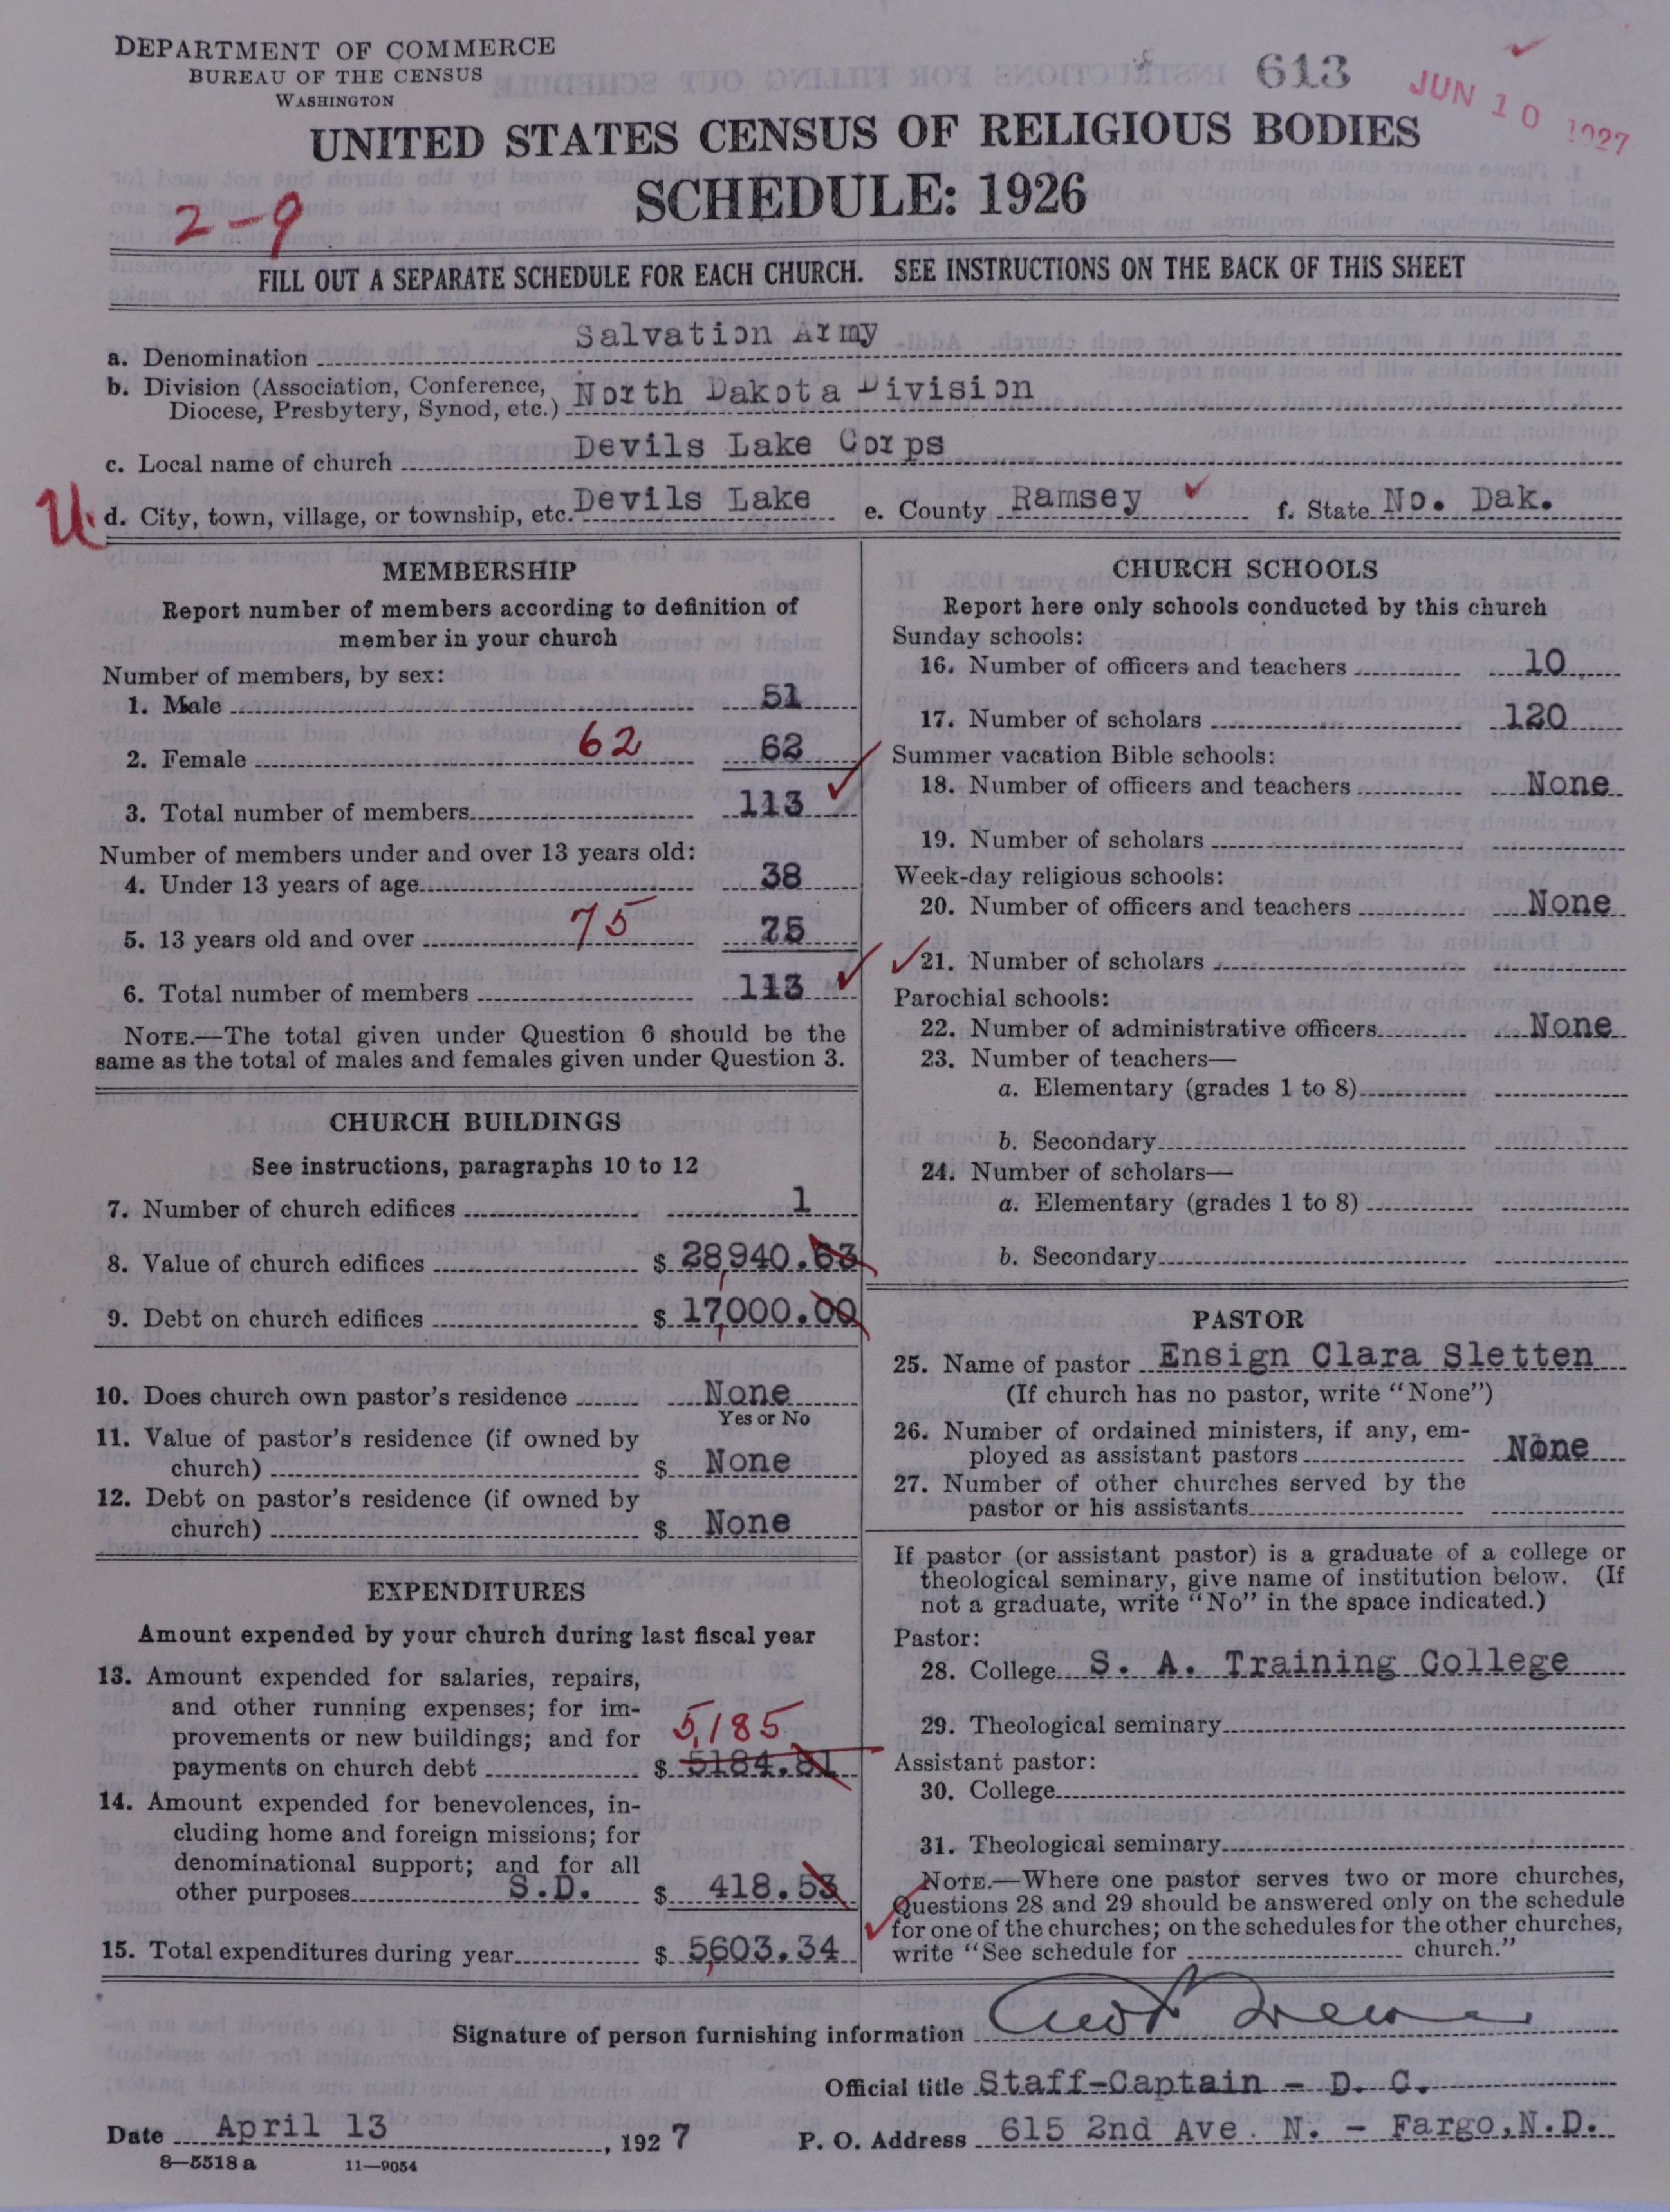 DEPARTMENT OF COMMERCE
BUREAU OF THE CENSUS
WASHINGTON
613
JUN 10 1927
UNITED STATES CENSUS OF RELIGIOUS BODIES
SCHEDULE: 1926
2-9
FILL OUT A SEPARATE SCHEDULE FOR EACH CHURCH. SEE INSTRUCTIONS ON THE BACK OF THIS SHEET
a. Denomination Salvation Army
b. Division (Association, Conference,
Diocese, Presbytery, Synod, etc.) North Dakota Division
c. Local name of church Devils Lake Corps
U. d. City, town, village, or township, etc. Devils Lake e. County Ramsey f. State No. Dak.
MEMBERSHIP
Report number of members according to definition of
member in your church
Number of members, by sex:
1. Male 51
2. Female 62 62
3. Total number of members 113
Number of members under and over 13 years old:
4. Under 13 years of age 38
5. 13 years old and over 75 75
6. Total number of members 113
NOTE.—The total given under Question 6 should be the
same as the total of males and females given under Question 3.
CHURCH BUILDINGS
See instructions, paragraphs 10 to 12
7. Number of church edifices 1
8. Value of church edifices $ 28,940.63
9. Debt on church edifices $ 17,000.00
10. Does church own pastor's residence None
Yes or No
11. Value of pastor's residence (if owned by
church) $ None
12. Debt on pastor's residence (if owned by
church) $ None
EXPENDITURES
Amount expended by your church during last fiscal year
13. Amount expended for salaries, repairs,
and other running expenses; for im-
provements or new buildings; and for 5,185
payments on church debt $ 5184.81
14. Amount expended for benevolences, in-
cluding home and foreign missions; for
denominational support; and for all
other purposes S.D. $ 418.53
15. Total expenditures during year $ 5,603.34
CHURCH SCHOOLS
Report here only schools conducted by this church
Sunday schools:
16. Number of officers and teachers 10
17. Number of scholars 120
Summer vacation Bible schools:
18. Number of officers and teachers None
19. Number of scholars
Week-day religious schools:
20. Number of officers and teachers None
21. Number of scholars
Parochial schools:
22. Number of administrative officers None
23. Number of teachers—
a. Elementary (grades 1 to 8)
b. Secondary
24. Number of scholars—
a. Elementary (grades 1 to 8)
b. Secondary
PASTOR
25. Name of pastor Ensign Clara Sletten
(If church has no pastor, write "None")
26. Number of ordained ministers, if any, em-
ployed as assistant pastors None
27. Number of other churches served by the
pastor or his assistants
If pastor (or assistant pastor) is a graduate of a college or
theological seminary, give name of institution below. (If
not a graduate, write "No" in the space indicated.)
Pastor:
28. College S. A. Training College
29. Theological seminary
Assistant pastor:
30. College
31. Theological seminary
NOTE.—Where one pastor serves two or more churches,
Questions 28 and 29 should be answered only on the schedule
for one of the churches; on the schedules for the other churches,
write "See schedule for church."
Signature of person furnishing information
Official title Staff-Captain - D. C.
Date April 13, 1927 P. O. Address 615 2nd Ave. N. - Fargo, N.D.
8—5518 a 11—9054